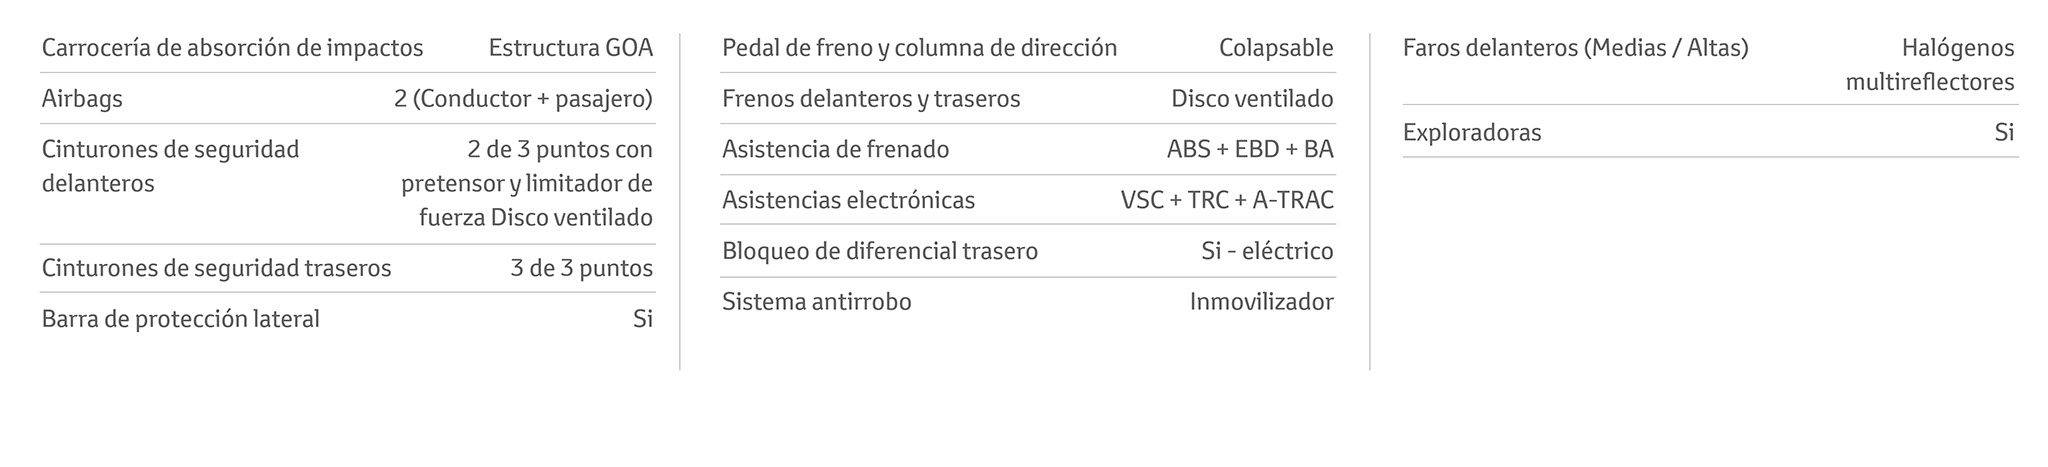 Carrocería de absorción de impactos Estructura GOA
Airbags 2 (Conductor + pasajero)
Cinturones de seguridad 2 de 3 puntos con
delanteros pretensor y limitador de
fuerza Disco ventilado
Cinturones de seguridad traseros 3 de 3 puntos
Barra de protección lateral Si
Pedal de freno y columna de dirección Colapsable
Frenos delanteros y traseros Disco ventilado
Asistencia de frenado ABS + EBD + BA
Asistencias electrónicas VSC + TRC + A-TRAC
Bloqueo de diferencial trasero Si - eléctrico
Sistema antirrobo Inmovilizador
Faros delanteros (Medias / Altas) Halógenos
multireflectores
Exploradoras Si